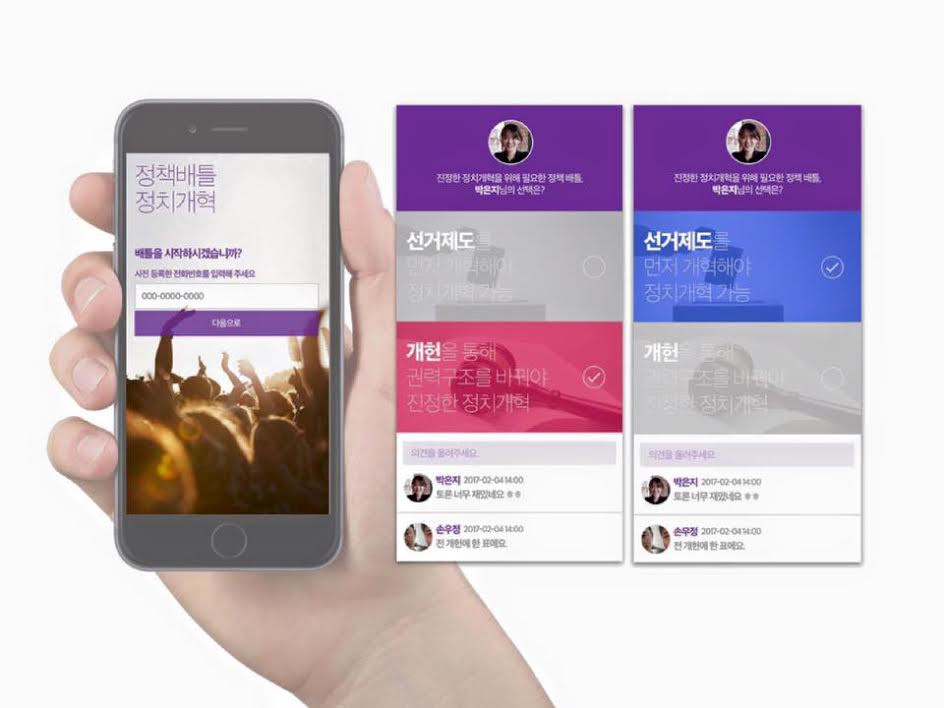 정책배틀
정치개혁
배틀을 시작하시겠습니까?
사전 등록한 전화번호를 입력해 주세요
000-0000-0000
다음으로
진정한 정치개혁을 위해 필요한 정책 배틀,
박은지님의 선택은?
선거제도를
먼저 개혁해야
정치개혁 가능
개헌을 통해
권력구조를 바꿔야
진정한 정치개혁
의견을 올려주세요.
박은지 2017-02-04 14:00
토론 너무 재밌네요 ㅎㅎ
손우정 2017-02-04 14:00
전 개헌에 한 표예요.
진정한 정치개혁을 위해 필요한 정책 배틀,
박은지님의 선택은?
선거제도를
먼저 개혁해야
정치개혁 가능
개헌을 통해
권력구조를 바꿔야
진정한 정치개혁
의견을 올려주세요.
박은지 2017-02-04 14:00
토론 너무 재밌네요 ㅎㅎ
손우정 2017-02-04 14:00
전 개헌에 한 표예요.